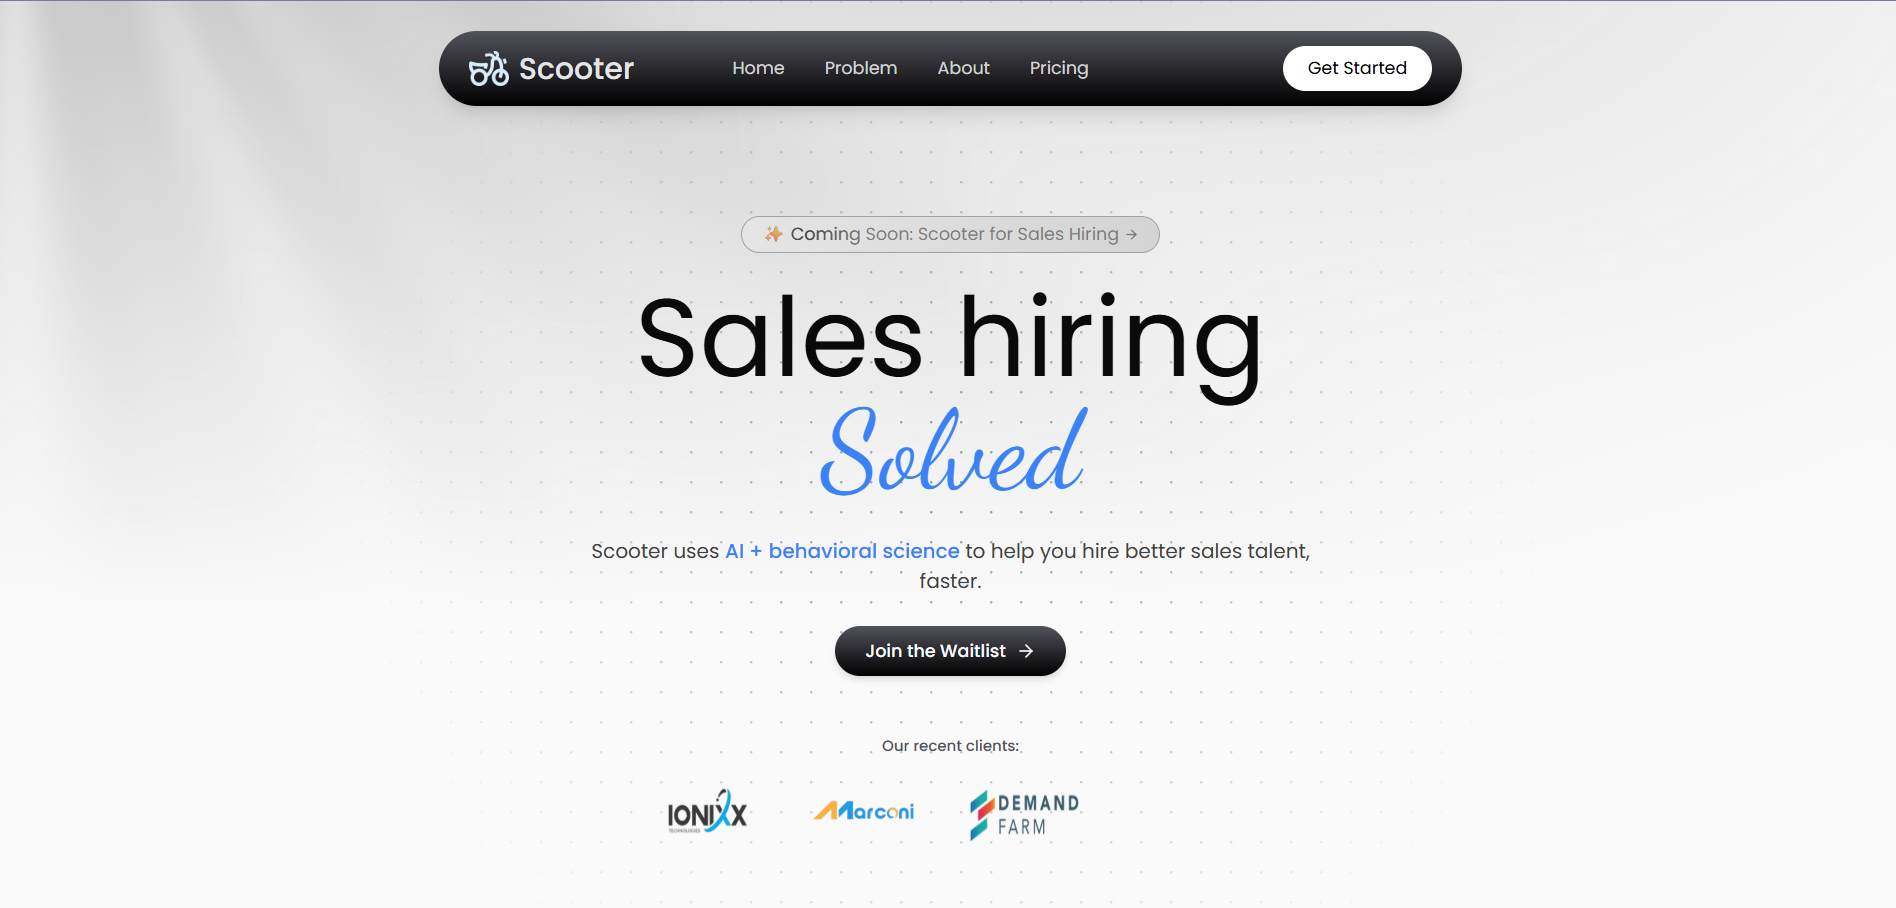 Scooter
Home
Problem
About
Pricing
Get Started
Coming Soon: Scooter for Sales Hiring →
Sales hiring
Solved
Scooter uses AI + behavioral science to help you hire better sales talent,
faster.
Join the Waitlist →
Our recent clients:
IONIXX
TECHNOLOGIES
Marconi
DEMAND
FARM